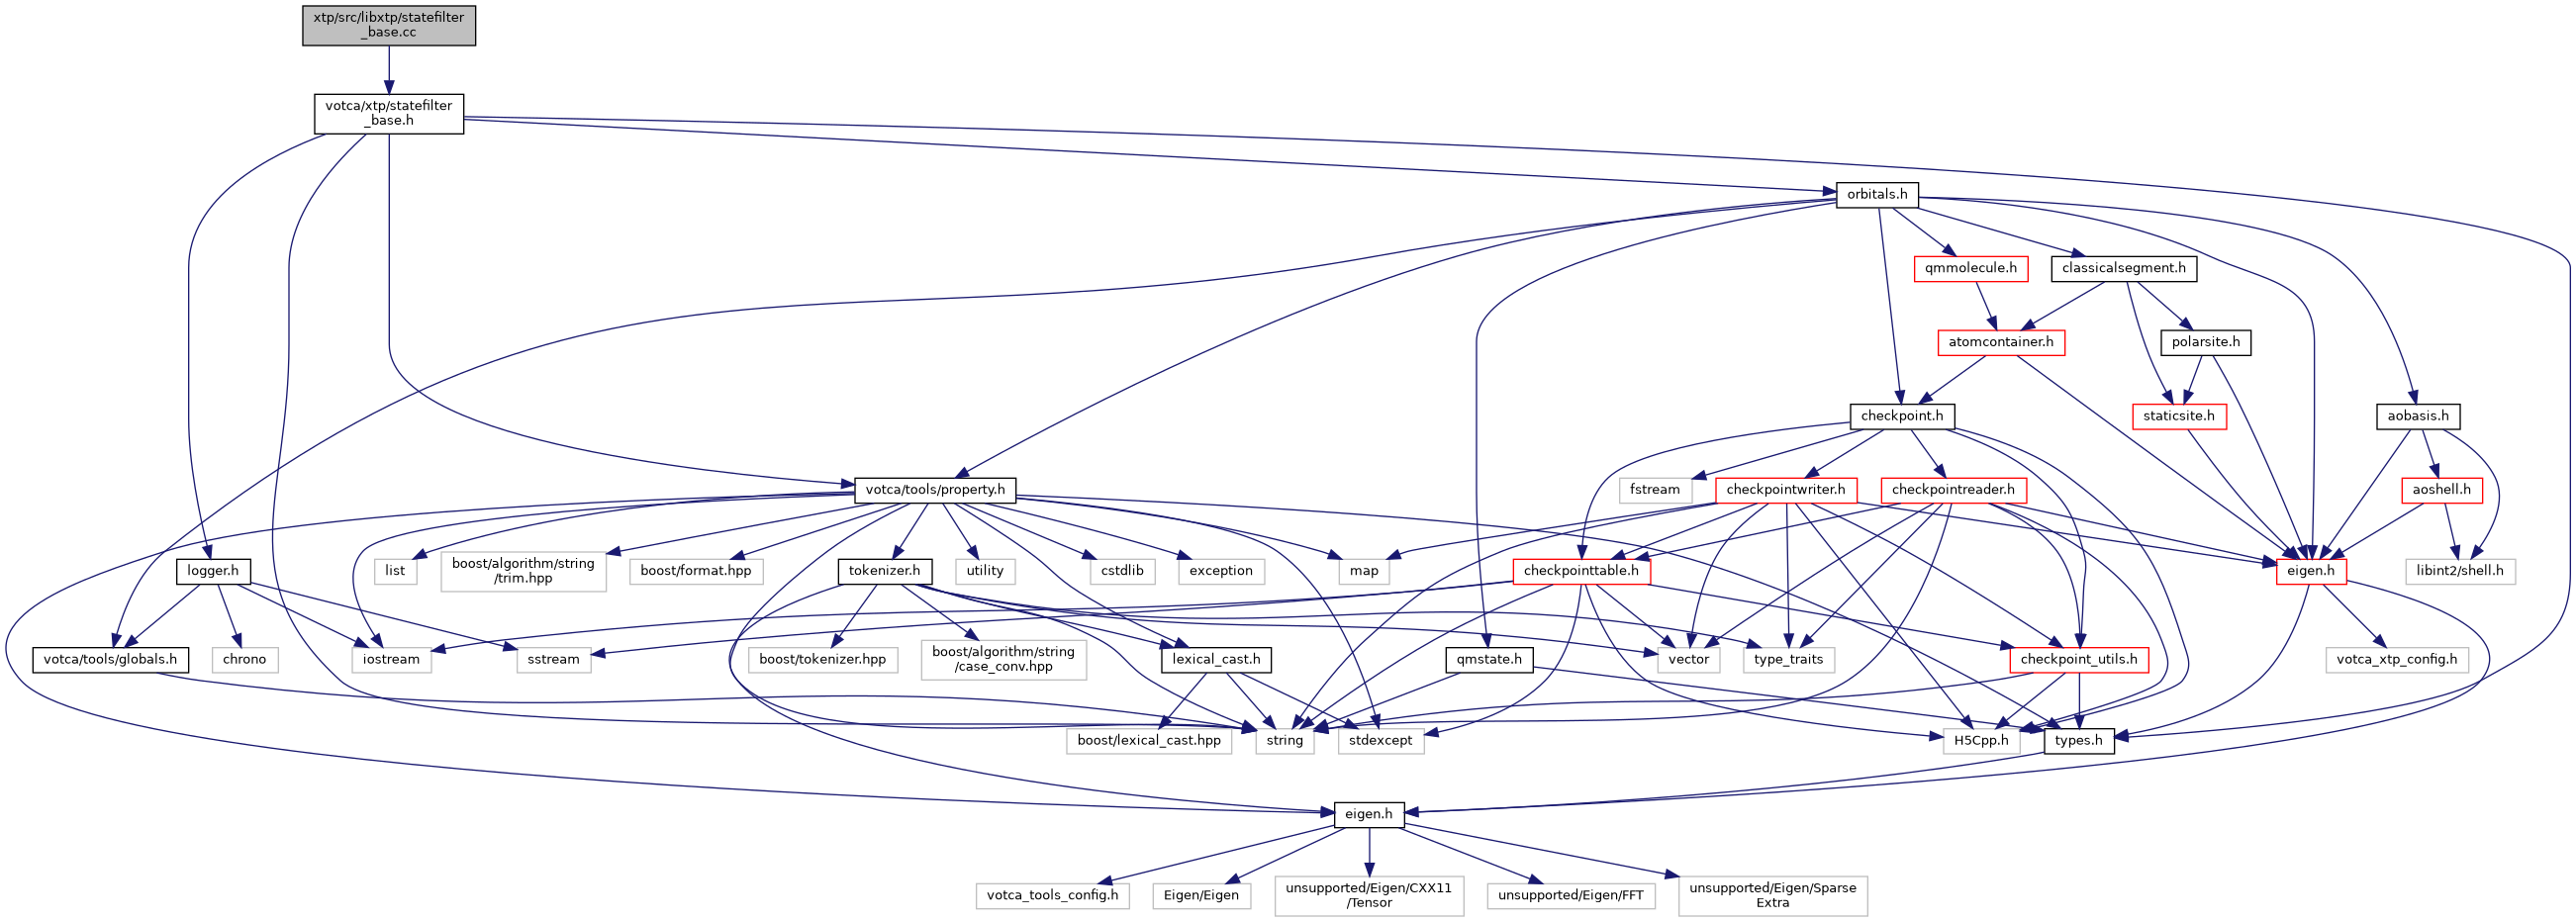 xtp/src/libxtp/statefilter
_base.cc
votca/xtp/statefilter
_base.h
orbitals.h
qmmolecule.h
classicalsegment.h
atomcontainer.h
polarsite.h
checkpoint.h
staticsite.h
aobasis.h
votca/tools/property.h
fstream
checkpointwriter.h
checkpointreader.h
aoshell.h
logger.h
list
boost/algorithm/string
/trim.hpp
boost/format.hpp
tokenizer.h
utility
cstdlib
exception
map
checkpointtable.h
eigen.h
libint2/shell.h
votca/tools/globals.h
chrono
iostream
sstream
boost/tokenizer.hpp
boost/algorithm/string
/case_conv.hpp
lexical_cast.h
qmstate.h
vector
type_traits
checkpoint_utils.h
votca_xtp_config.h
boost/lexical_cast.hpp
string
stdexcept
H5Cpp.h
types.h
eigen.h
votca_tools_config.h
Eigen/Eigen
unsupported/Eigen/CXX11
/Tensor
unsupported/Eigen/FFT
unsupported/Eigen/Sparse
Extra